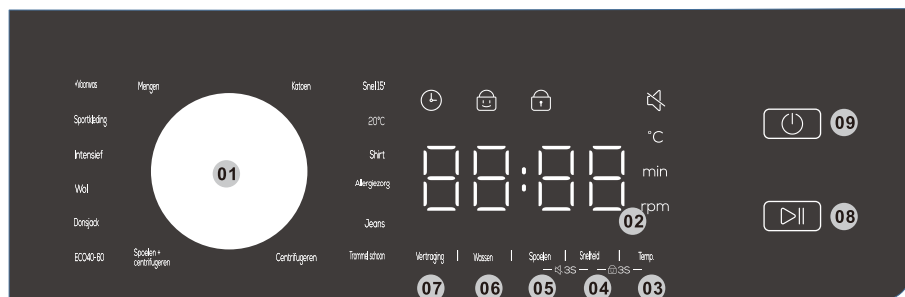 +Voorwas
Mengen
Katoen
Snel 15'
Sportkleding
20°C
Intensief
Shirt
Wol
Allergiezorg
Donsjack
Jeans
ECO40-60
Spoelen +
centrifugeren
Centrifugeren
Trommel schoon
01
88:88
°C
min
rpm
02
Vertraging | Wassen | Spoelen | Snelheid | Temp.
3S
3S
07
06
05
04
03
09
08